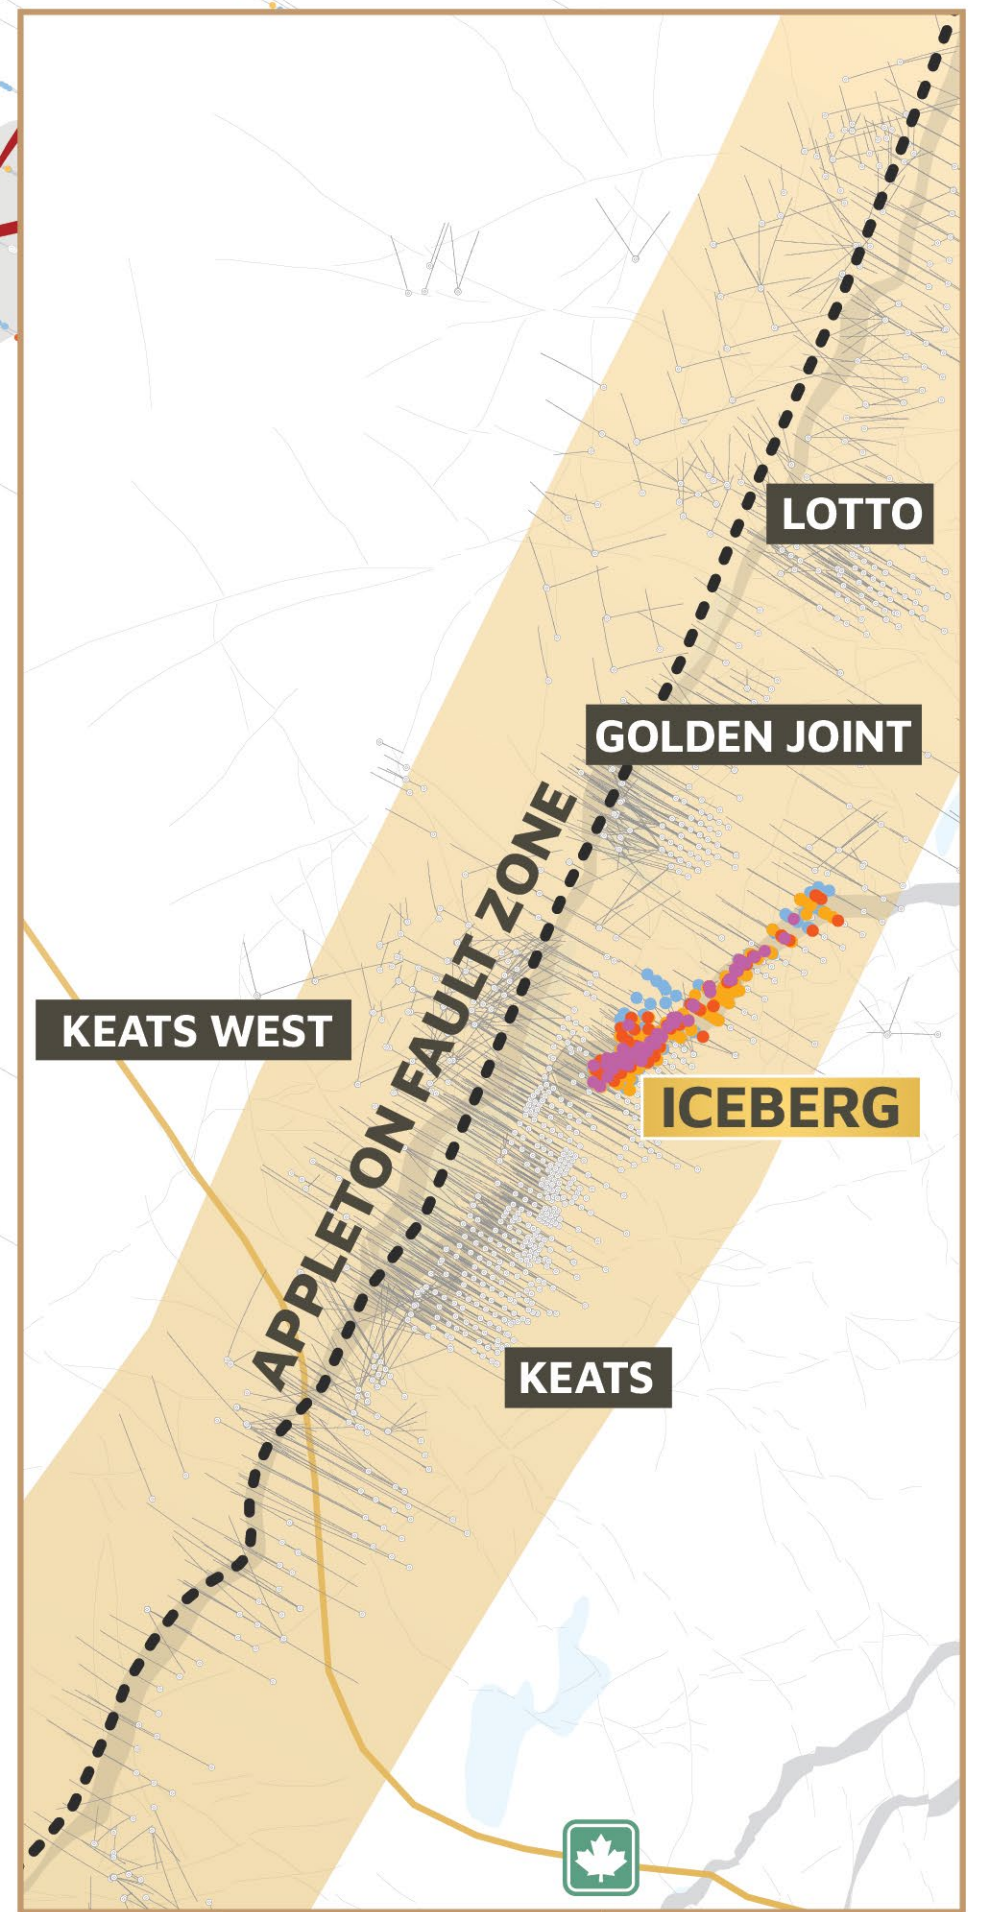 LOTTO
GOLDEN JOINT
APPLETON FAULT ZONE
KEATS WEST
ICEBERG
KEATS